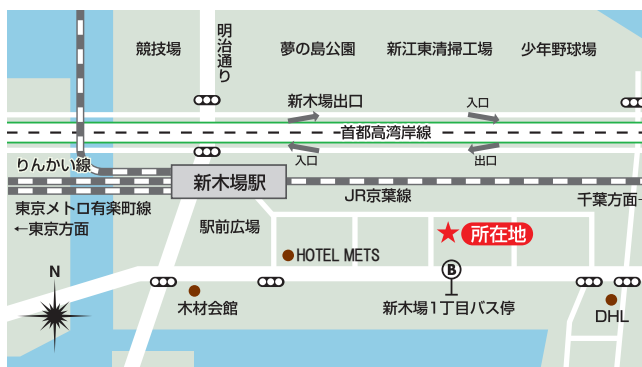 競技場
明治通り
夢の島公園
新江東清掃工場
少年野球場
新木場出口
入口
首都高湾岸線
入口
出口
りんかい線
新木場駅
JR京葉線
千葉方面→
東京メトロ有楽町線
←東京方面
駅前広場
所在地
HOTEL METS
N
B
木材会館
新木場1丁目バス停
DHL